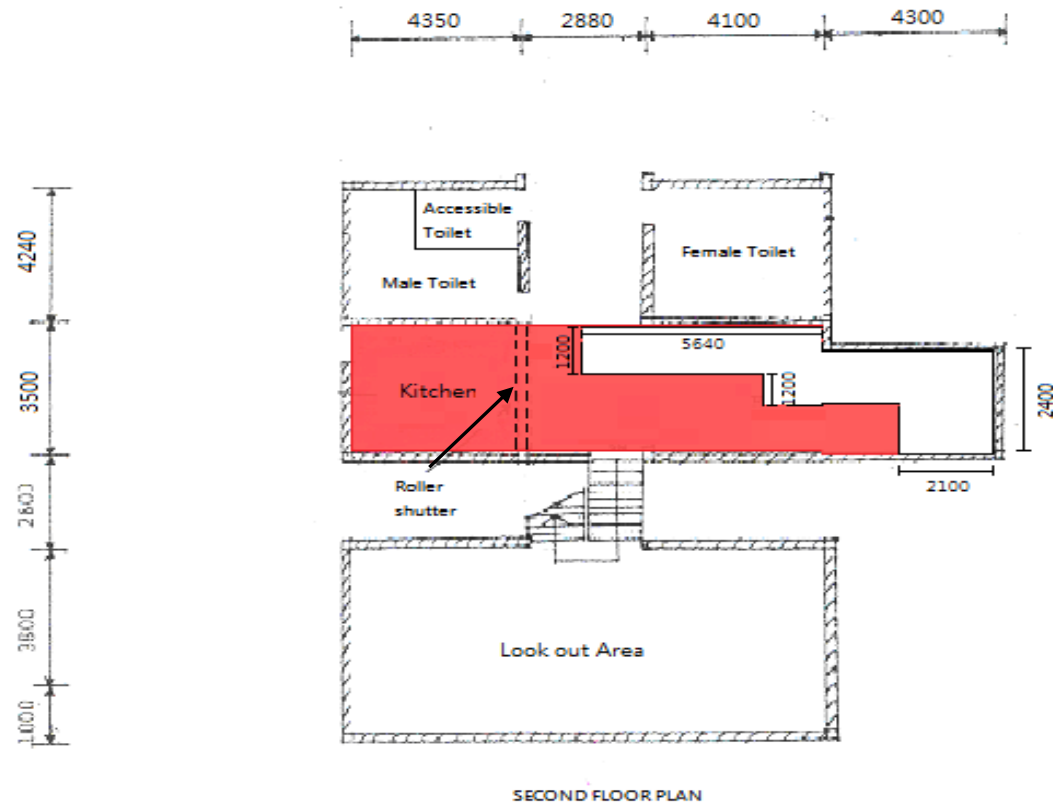 4350 2880 4100 4300
Accessible
Toilet
4240
Female Toilet
Male Toilet
1200
5640
3500
Kitchen
1200
2400
2100
Roller
shutter
2600
3800
Look out Area
1000
SECOND FLOOR PLAN